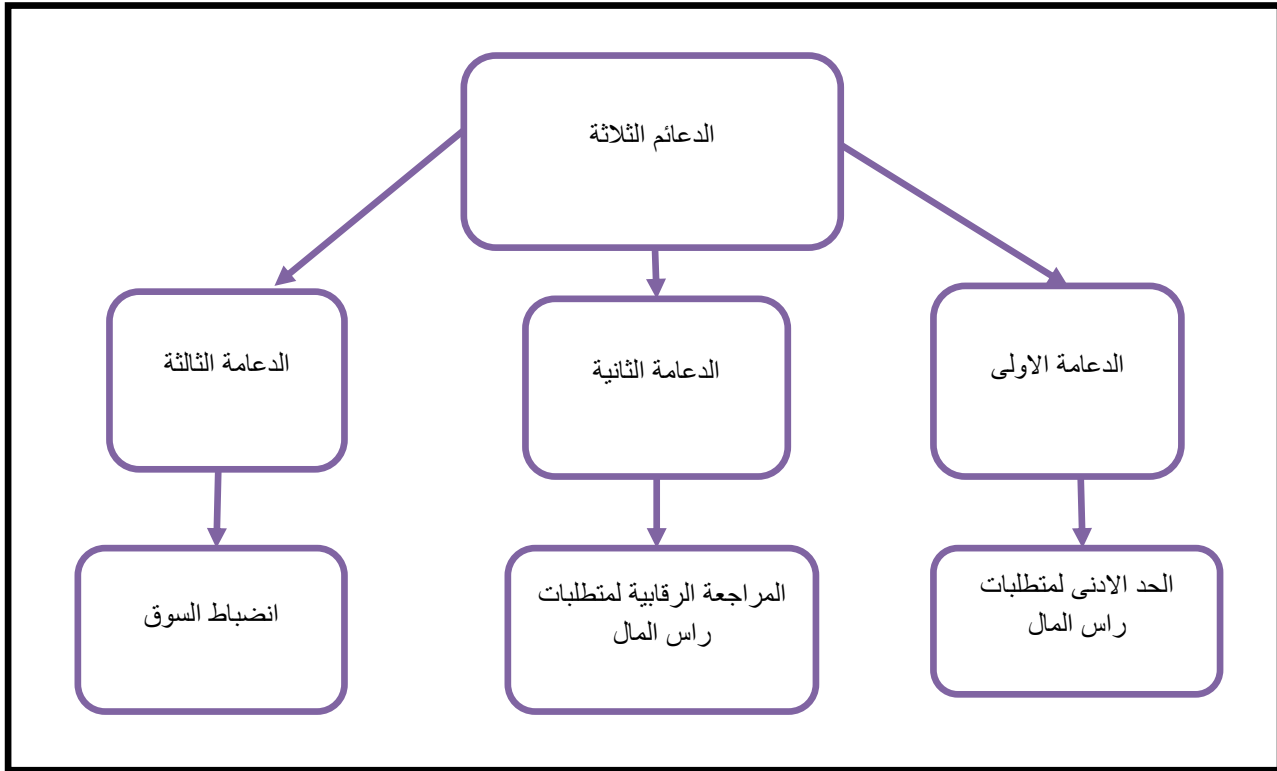 الدعائم الثلاثة
الدعامة الاولى
الدعامة الثانية
الدعامة الثالثة
الحد الادنى لمتطلبات
راس المال
المراجعة الرقابية لمتطلبات
راس المال
انضباط السوق